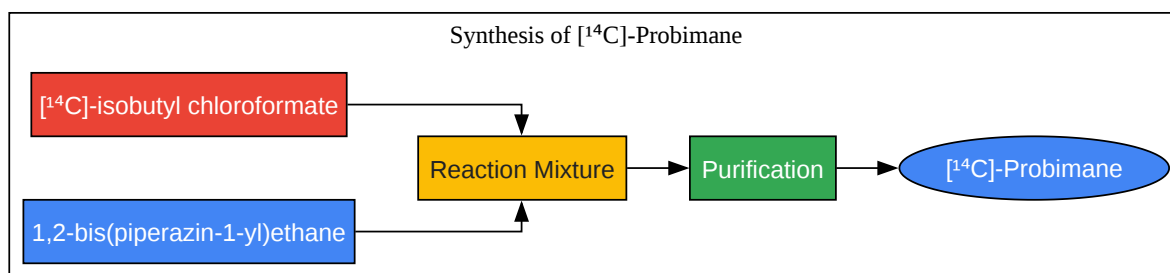 Synthesis of [¹⁴C]-Probimane
[¹⁴C]-isobutyl chloroformate
Reaction Mixture
Purification
[¹⁴C]-Probimane
1,2-bis(piperazin-1-yl)ethane